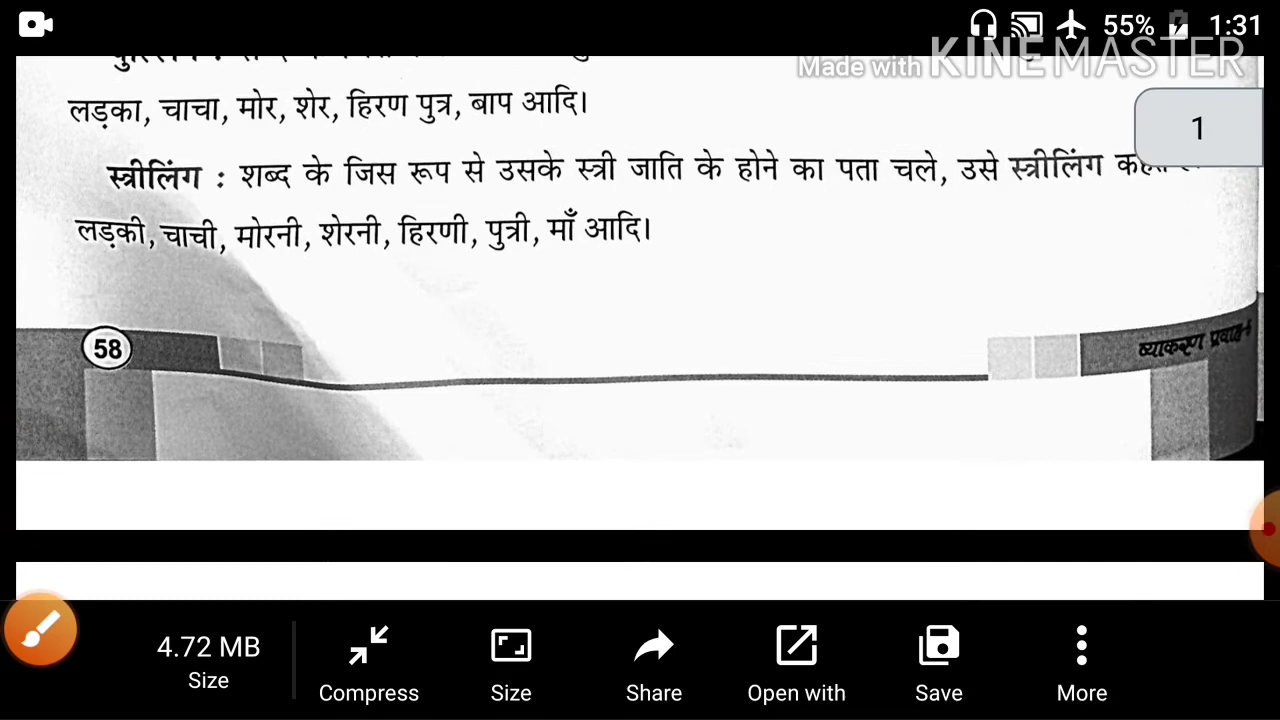 55% 1:31
Made with KINEMASTER
लड़का, चाचा, मोर, शेर, हिरण पुत्र, बाप आदि।
1
स्त्रीलिंग : शब्द के जिस रूप से उसके स्त्री जाति के होने का पता चले, उसे स्त्रीलिंग
लड़की, चाची, मोरनी, शेरनी, हिरणी, पुत्री, माँ आदि।
58
व्याकरण प्रवाह
4.72 MB
Size
Compress
Size
Share
Open with
Save
More